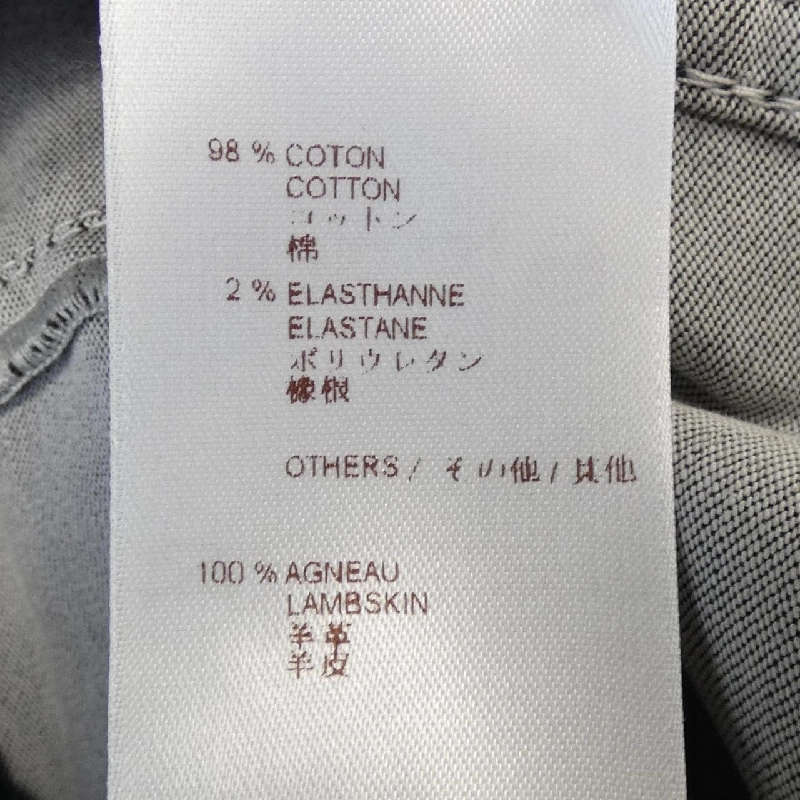 98 % COTON
COTTON
コットン
棉
2 % ELASTHANNE
ELASTANE
ポリウレタン
橡根
OTHERS / その他 / 其他
100 % AGNEAU
LAMBSKIN
羊革
羊皮